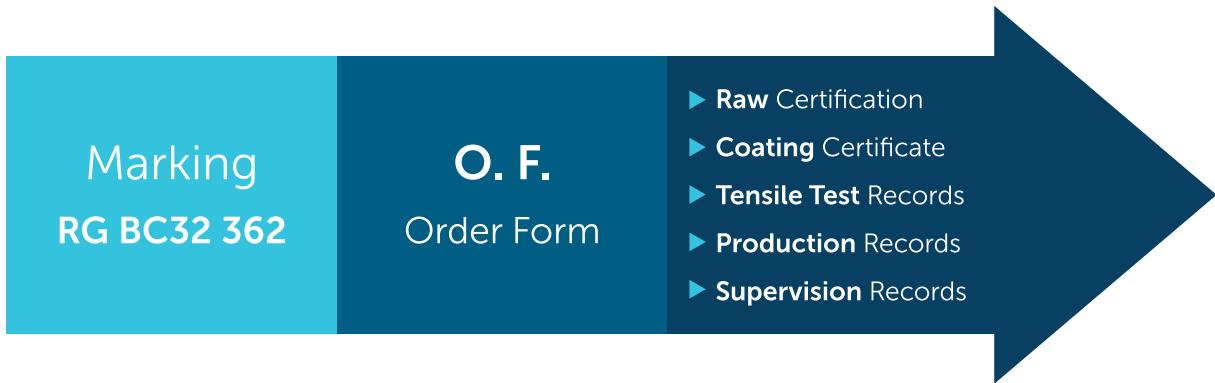 Marking
RG BC32 362
O. F.
Order Form
Raw Certification
Coating Certificate
Tensile Test Records
Production Records
Supervision Records